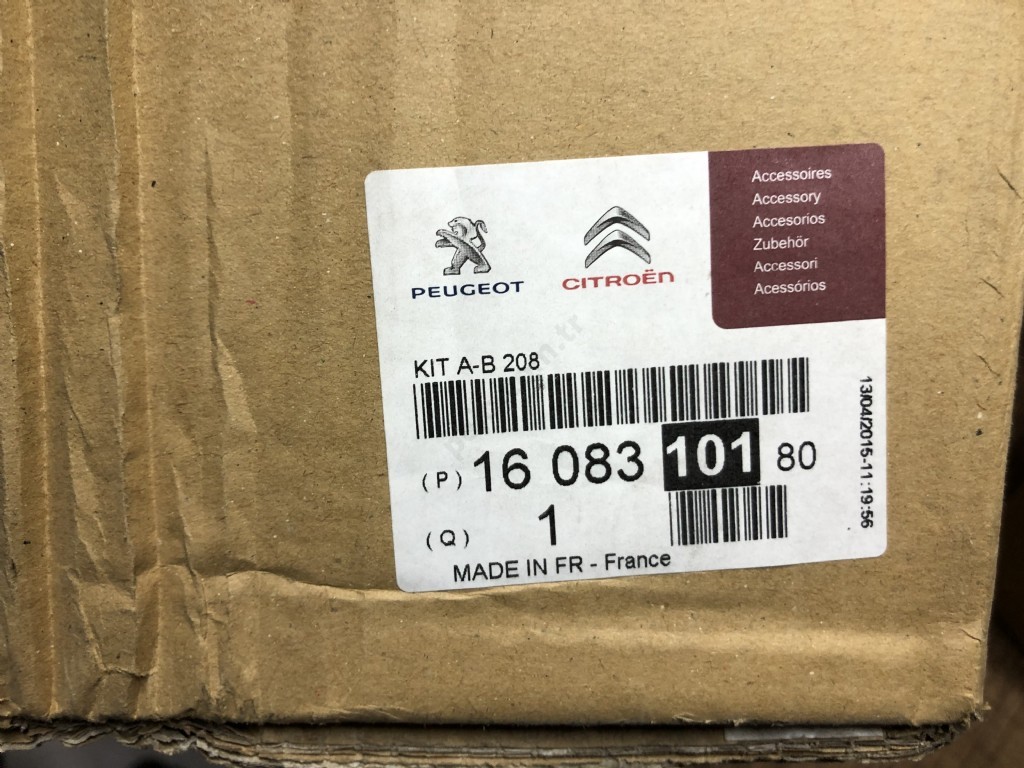 PEUGEOT
CITROËN
Accessoires
Accessory
Accesorios
Zubehör
Accessori
Acessórios
KIT A-B 208
(P) 16 083 101 80
(Q) 1
MADE IN FR - France
13/04/2015-11:19:56